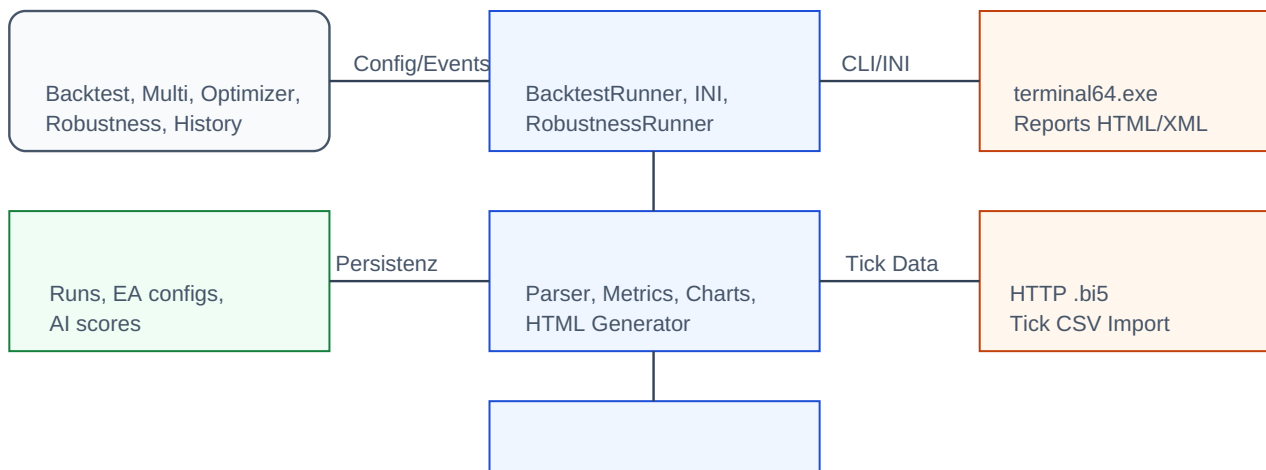 Config/Events
CLI/INI
Backtest, Multi, Optimizer,
Robustness, History
BacktestRunner, INI,
RobustnessRunner
terminal64.exe
Reports HTML/XML
Persistenz
Tick Data
Runs, EA configs,
AI scores
Parser, Metrics, Charts,
HTML Generator
HTTP .bi5
Tick CSV Import